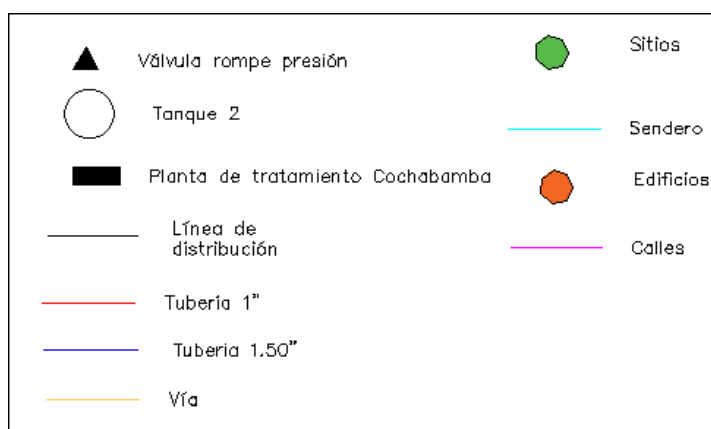 Válvula rompe presión
Tanque 2
Planta de tratamiento Cochabamba
Línea de
distribución
Tubería 1"
Tuberia 1.50"
Vía
Sitios
Sendero
Edificios
Calles